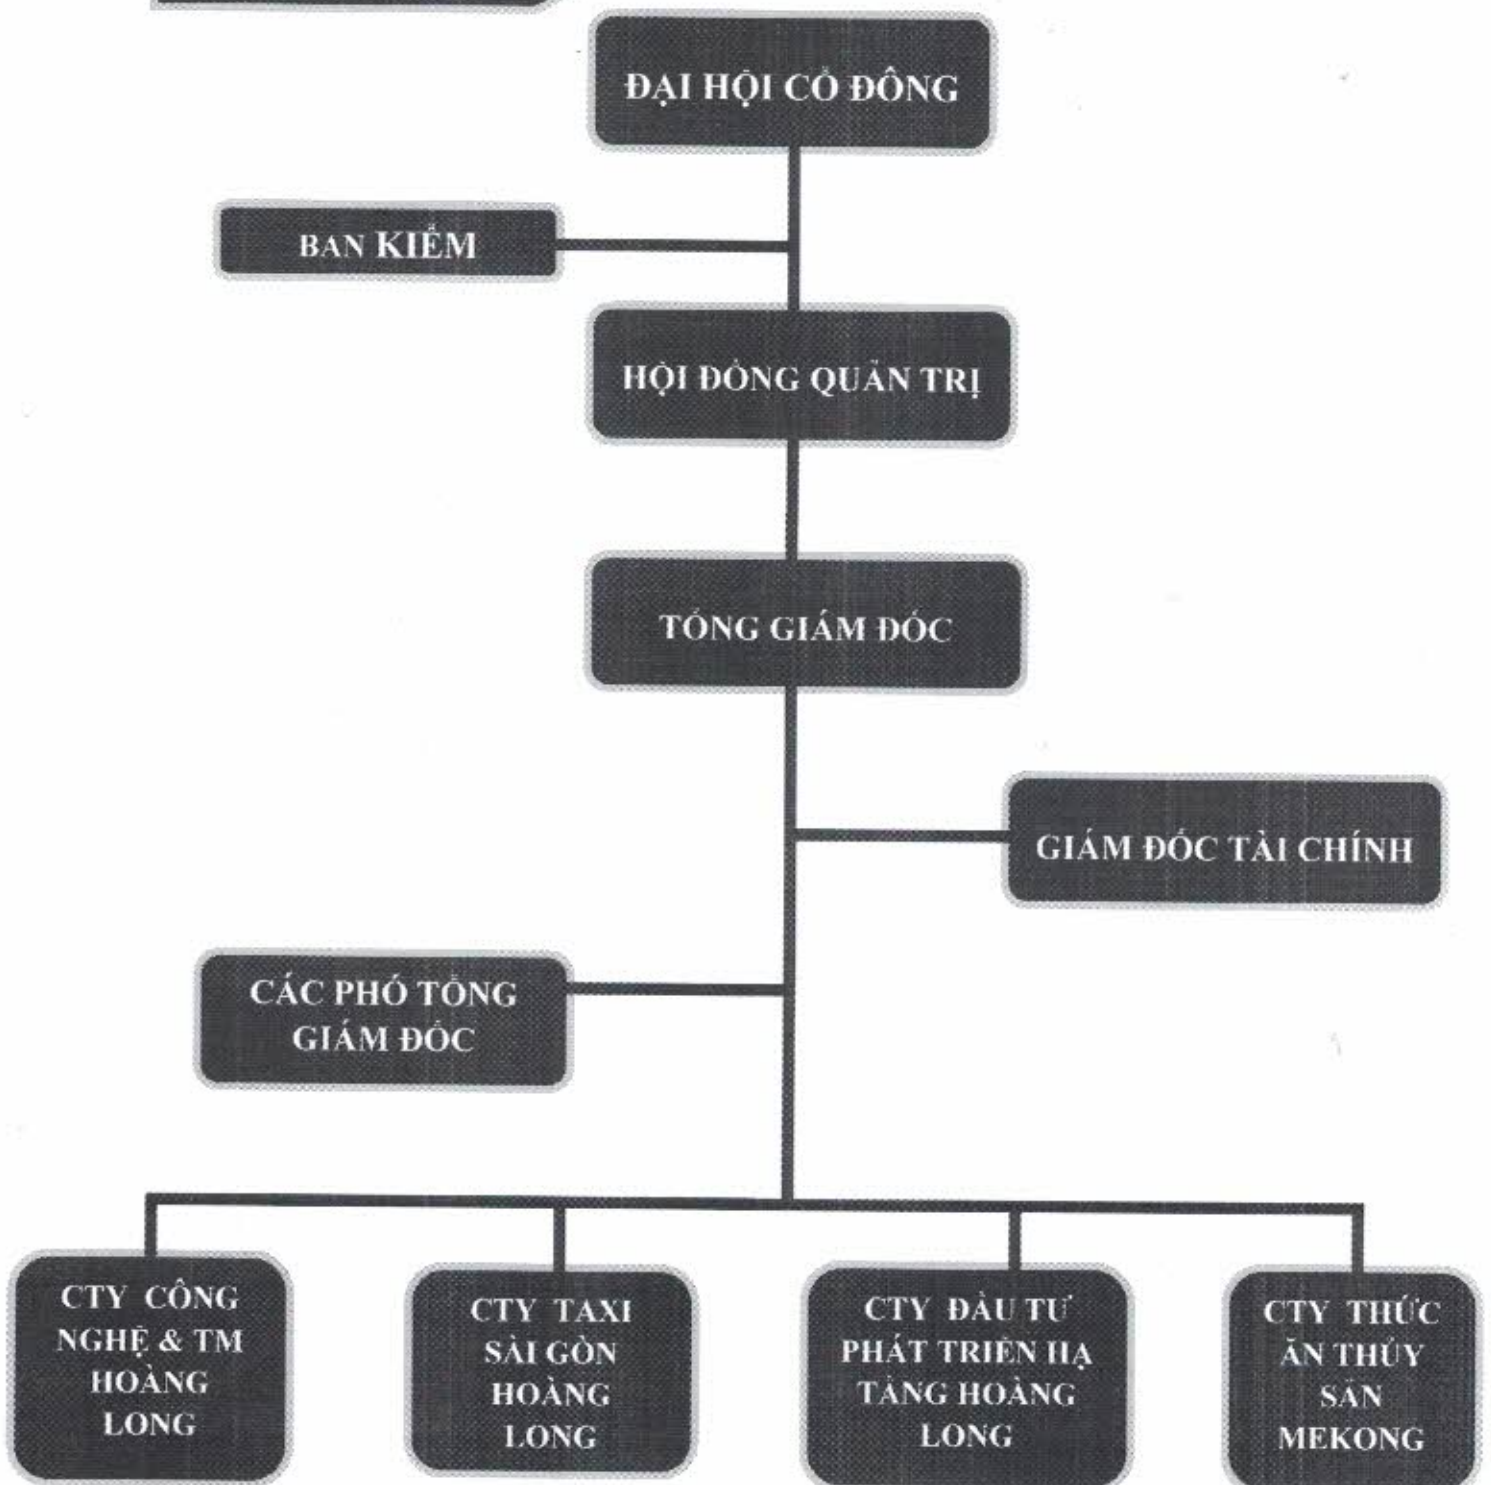 ĐẠI HỘI CỔ ĐÔNG
BAN KIỂM
HỘI ĐỒNG QUẢN TRỊ
TỔNG GIÁM ĐỐC
GIÁM ĐỐC TÀI CHÍNH
CÁC PHÓ TỔNG
GIÁM ĐỐC
CTY CÔNG
NGHỆ & TM
HOÀNG
LONG
CTY TAXI
SÀI GÒN
HOÀNG
LONG
CTY ĐẦU TƯ
PHÁT TRIỂN HẠ
TẦNG HOÀNG
LONG
CTY THỨC
ĂN THỦY
SẢN
MEKONG